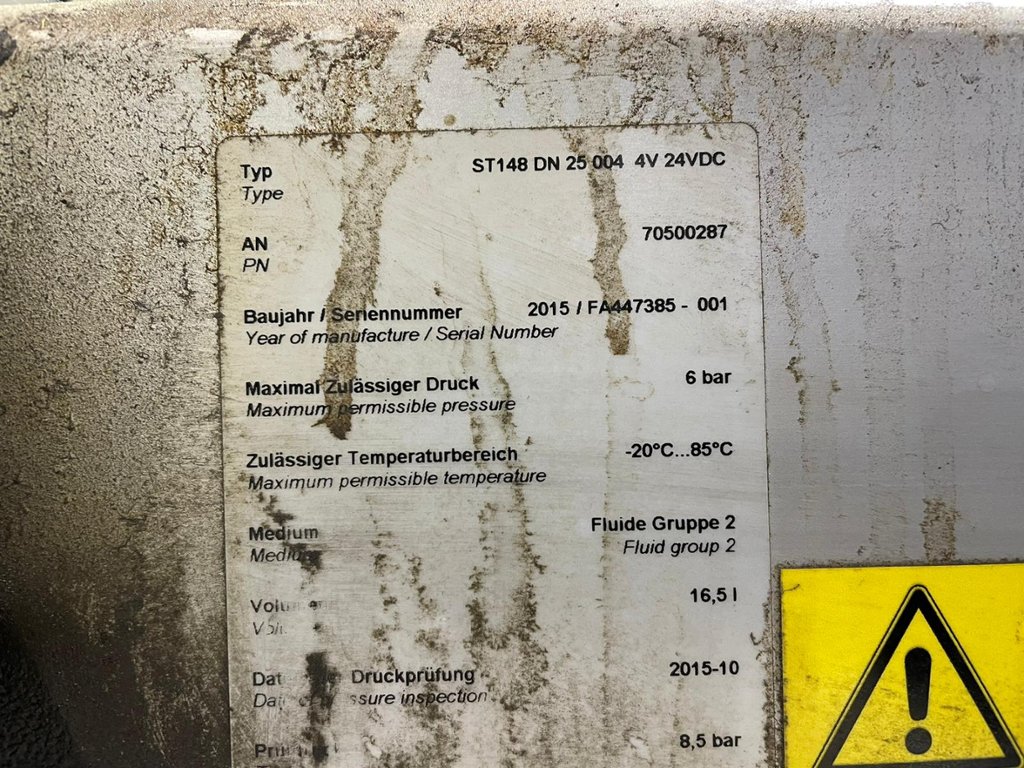 Typ ST148 DN 25 004 4V 24VDC
Type
AN 70500287
PN
Baujahr / Seriennummer 2015 / FA447385 - 001
Year of manufacture / Serial Number
Maximal Zulässiger Druck 6 bar
Maximum permissible pressure
Zulässiger Temperaturbereich -20°C...85°C
Maximum permissible temperature
Medium Fluide Gruppe 2
Medium Fluid group 2
16,5 l
Druckprüfung 2015-10
inspection
8,5 bar